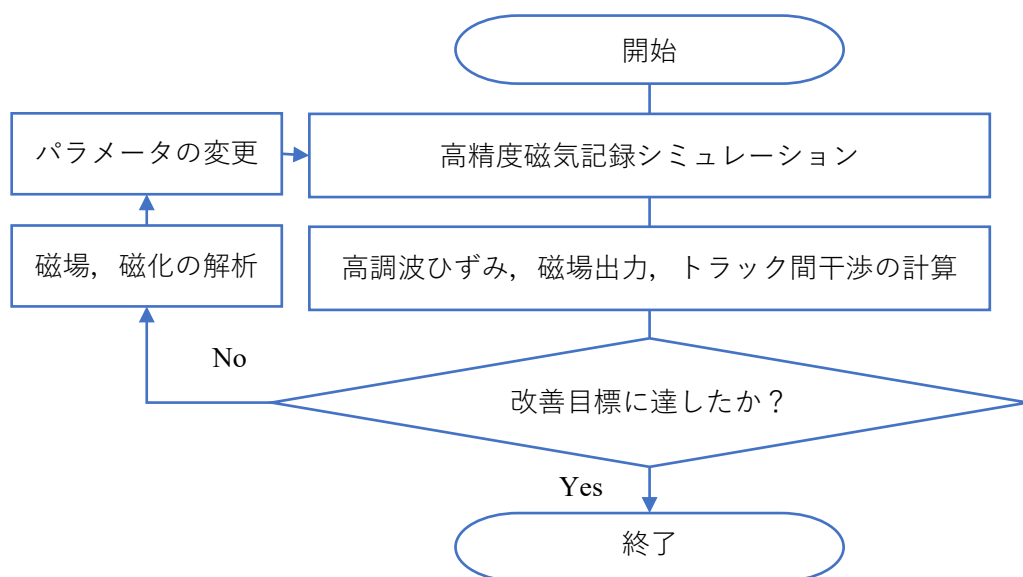 開始
パラメータの変更
高精度磁気記録シミュレーション
磁場，磁化の解析
高調波ひずみ，磁場出力，トラック間干渉の計算
No
改善目標に達したか？
Yes
終了